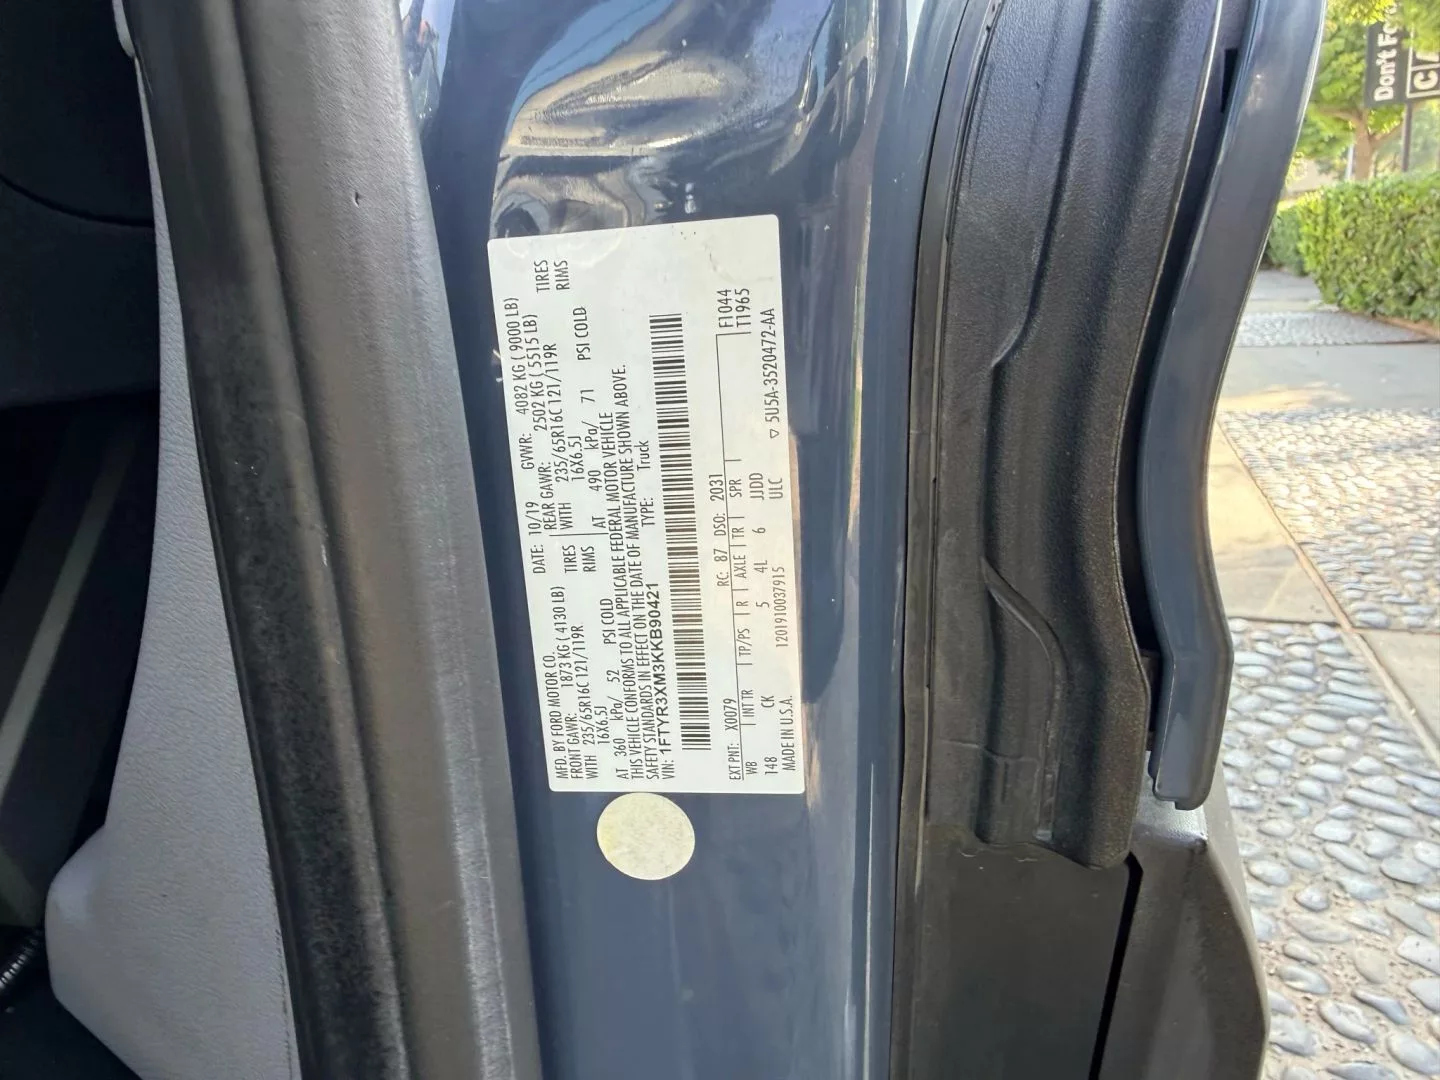 MFD. BY FORD MOTOR CO.
DATE: 10/19
GVWR: 4082 KG ( 9000 LB)
FRONT GAWR:
REAR GAWR:
1873 KG ( 4130 LB)
2502 KG ( 5515 LB)
WITH 235/65R16C 121/119R TIRES
WITH 235/65R16C 121/119R TIRES
16X6.5J RIMS
16X6.5J RIMS
AT 360 kPa/ 52 PSI COLD
AT 490 kPa/ 71 PSI COLD
THIS VEHICLE CONFORMS TO ALL APPLICABLE FEDERAL MOTOR VEHICLE
SAFETY STANDARDS IN EFFECT ON THE DATE OF MANUFACTURE SHOWN ABOVE.
VIN: 1FTYR3XM3KKB90421
TYPE: Truck
EXT PNT: X0079 RC: 87 DSO: 2031
F1044
WB INT TR TP/PS R AXLE TR SPR T1965
148 CK 5 4L 6 JJDD
MADE IN U.S.A. 1201910037915 ULC ▽ 5U5A-3520472-AA
Don't